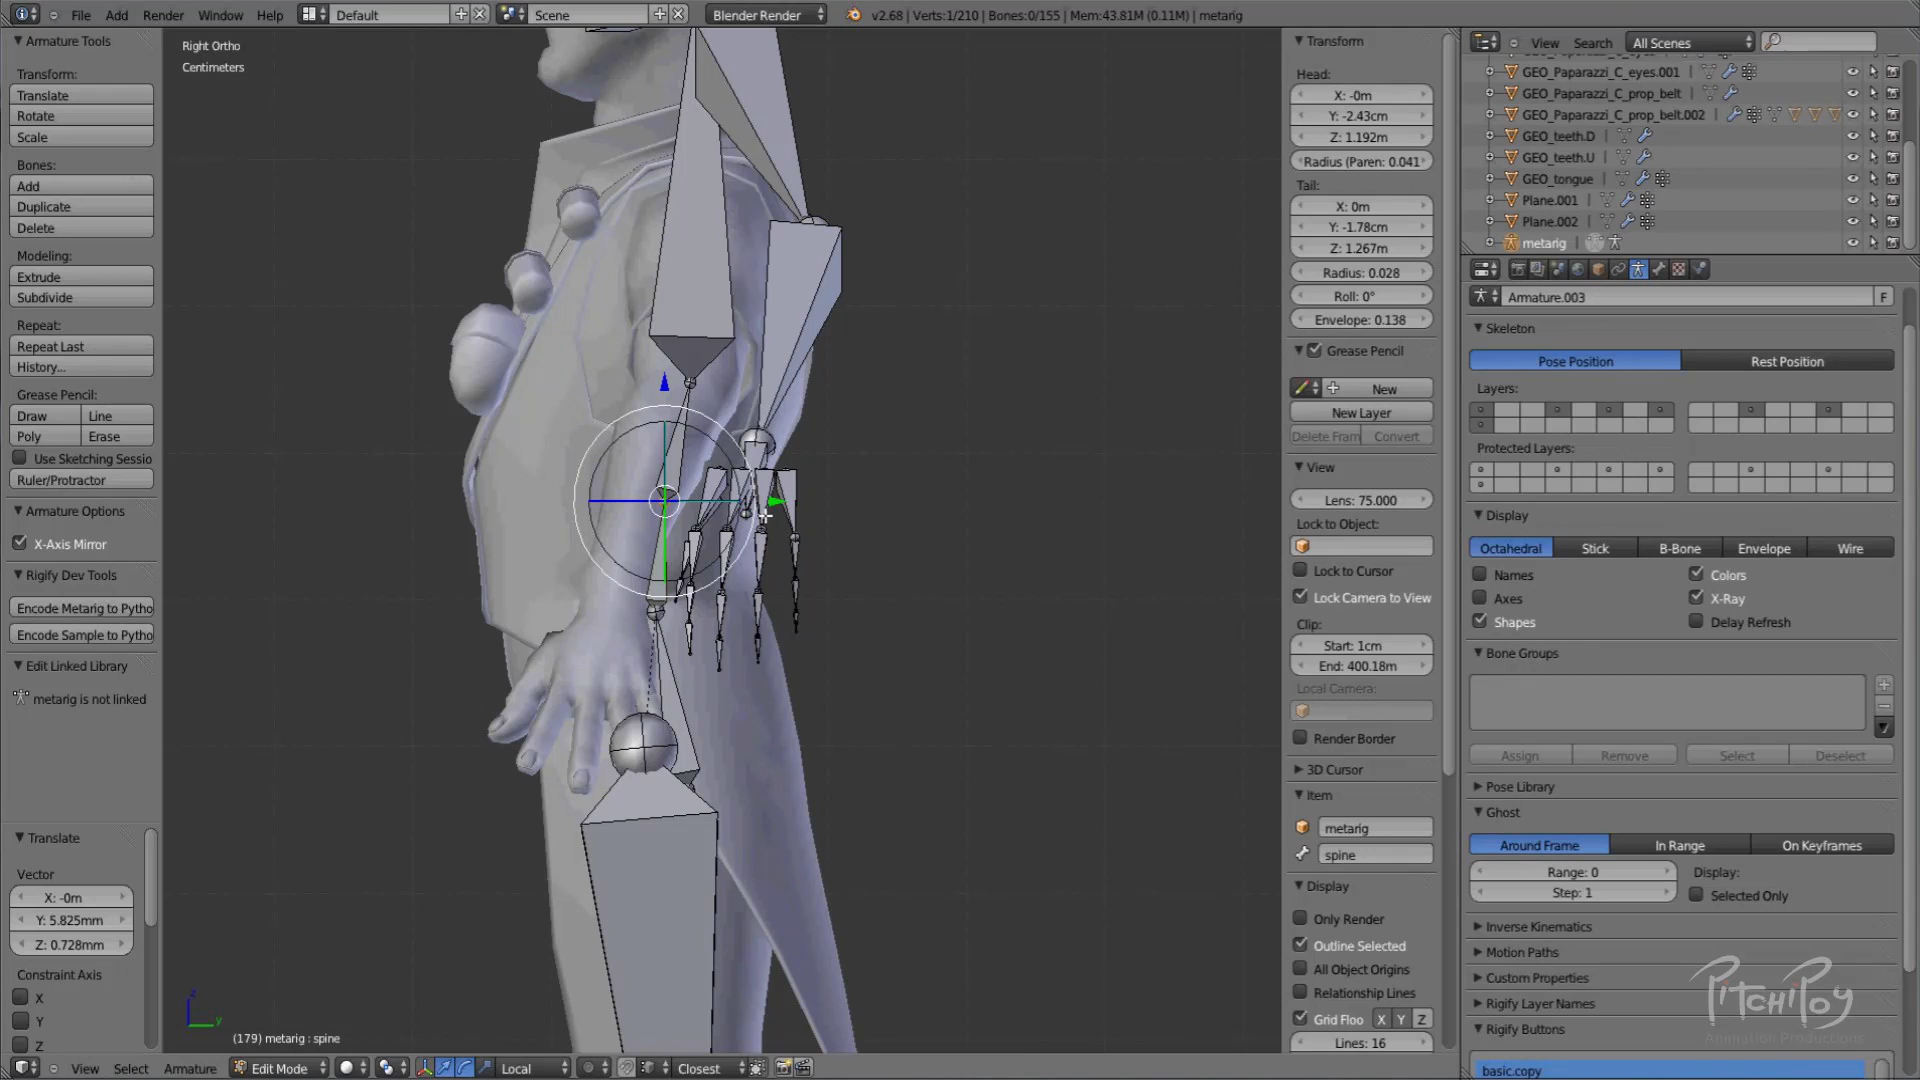 File Add Render Window Help Default Scene Blender Render v2.68 | Verts:1/210 | Bones:0/155 | Mem:43.81M (0.11M) | metarig
Armature Tools
Transform:
Translate
Rotate
Scale
Bones:
Add
Duplicate
Delete
Modeling:
Extrude
Subdivide
Repeat:
Repeat Last
History...
Grease Pencil:
Draw Line
Poly Erase
Use Sketching Sessio
Ruler/Protractor
Armature Options
X-Axis Mirror
Rigify Dev Tools
Encode Metarig to Pytho
Encode Sample to Pytho
Edit Linked Library
metarig is not linked
Translate
Vector
X: -0m
Y: 5.825mm
Z: 0.728mm
Constraint Axis
X
Y
Z
Right Ortho
Centimeters
z
y
(179) metarig : spine
View Select Armature Edit Mode Local Closest
Transform
Head:
X: -0m
Y: -2.43cm
Z: 1.192m
Radius (Paren: 0.041
Tail:
X: 0m
Y: -1.78cm
Z: 1.267m
Radius: 0.028
Roll: 0°
Envelope: 0.138
Grease Pencil
New
New Layer
Delete Fram Convert
View
Lens: 75.000
Lock to Object:
Lock to Cursor
Lock Camera to View
Clip:
Start: 1cm
End: 400.18m
Local Camera:
Render Border
3D Cursor
Item
metarig
spine
Display
Only Render
Outline Selected
All Object Origins
Relationship Lines
Grid Floo X Y Z
Lines: 16
View Search All Scenes
GEO_Paparazzi_C_eyes.001
GEO_Paparazzi_C_prop_belt
GEO_Paparazzi_C_prop_belt.002
GEO_teeth.D
GEO_teeth.U
GEO_tongue
Plane.001
Plane.002
metarig
Armature.003 F
Skeleton
Pose Position Rest Position
Layers:
Protected Layers:
Display
Octahedral Stick B-Bone Envelope Wire
Names Colors
Axes X-Ray
Shapes Delay Refresh
Bone Groups
Assign Remove Select Deselect
Pose Library
Ghost
Around Frame In Range On Keyframes
Range: 0 Display:
Step: 1 Selected Only
Inverse Kinematics
Motion Paths
Custom Properties
Rigify Layer Names
Rigify Buttons
basic.copy
PitchiPoy
Animation Productions